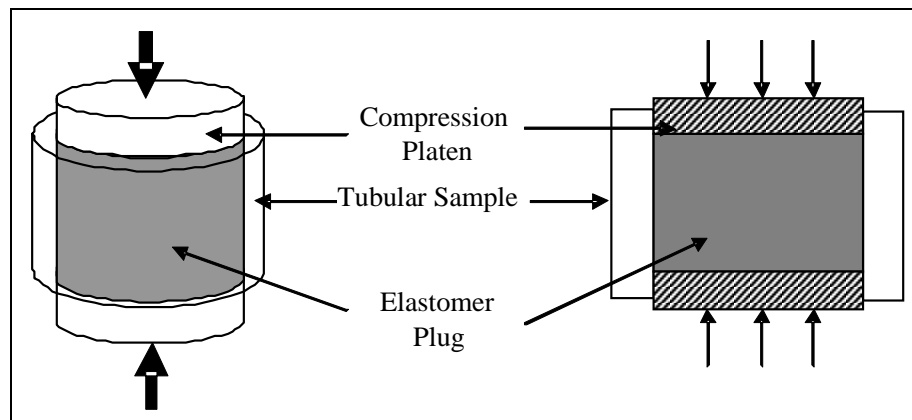 Compression
Platen
Tubular Sample
Elastomer
Plug